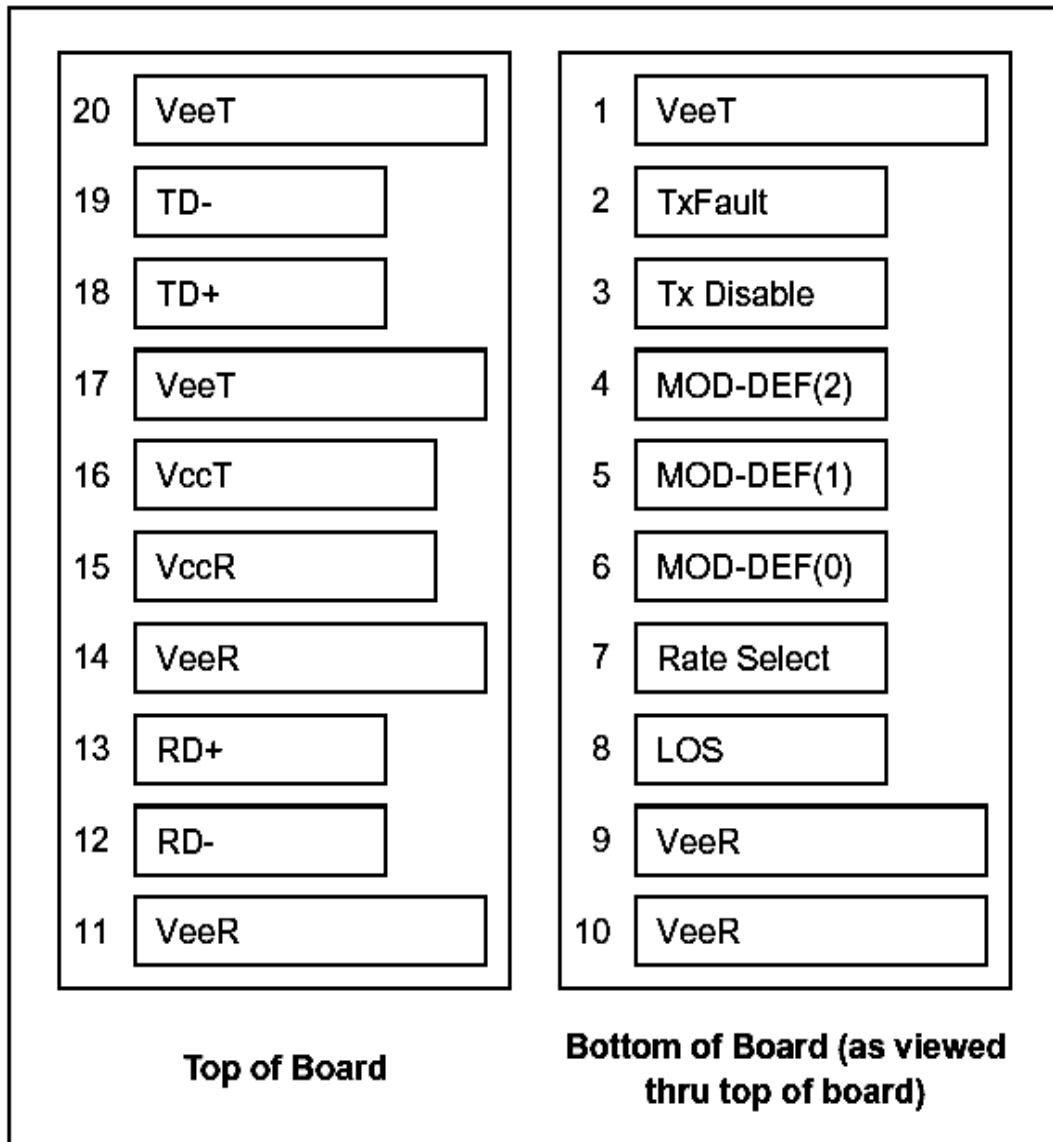 20 VeeT
19 TD-
18 TD+
17 VeeT
16 VccT
15 VccR
14 VeeR
13 RD+
12 RD-
11 VeeR
Top of Board
1 VeeT
2 TxFault
3 Tx Disable
4 MOD-DEF(2)
5 MOD-DEF(1)
6 MOD-DEF(0)
7 Rate Select
8 LOS
9 VeeR
10 VeeR
Bottom of Board (as viewed
thru top of board)